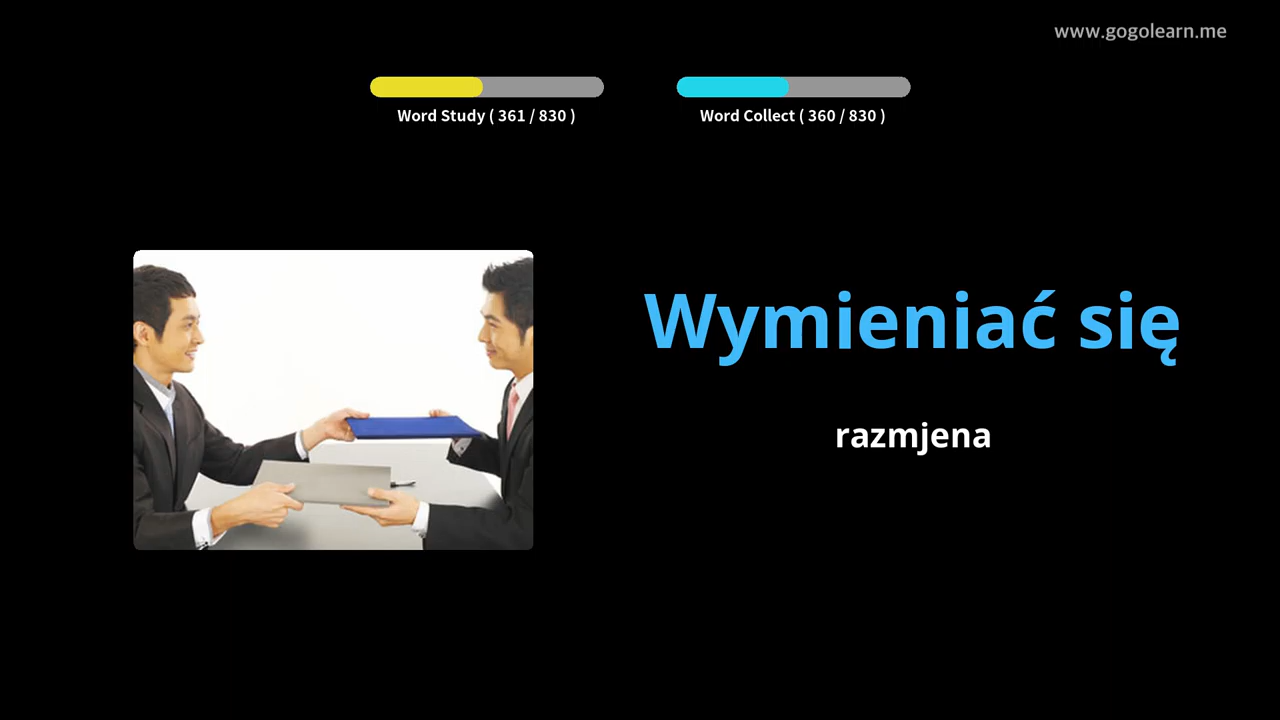 www.gogolearn.me
Word Study ( 361 / 830 )
Word Collect ( 360 / 830 )
Wymieniać się
razmjena